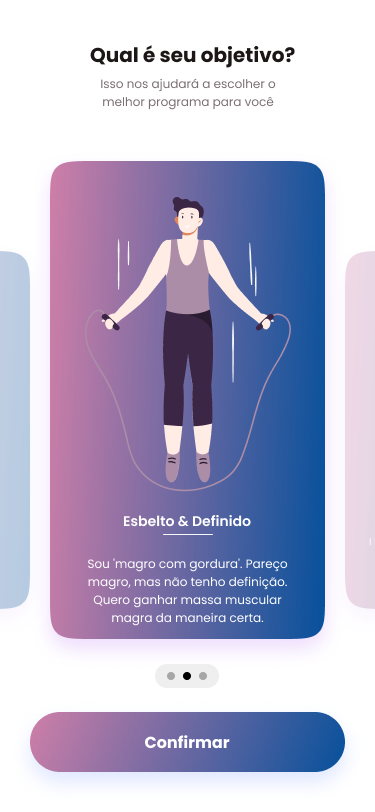 Qual é seu objetivo?
Isso nos ajudará a escolher o
melhor programa para você
Esbelto & Definido
Sou 'magro com gordura'. Pareço
magro, mas não tenho definição.
Quero ganhar massa muscular
magra da maneira certa.
Confirmar